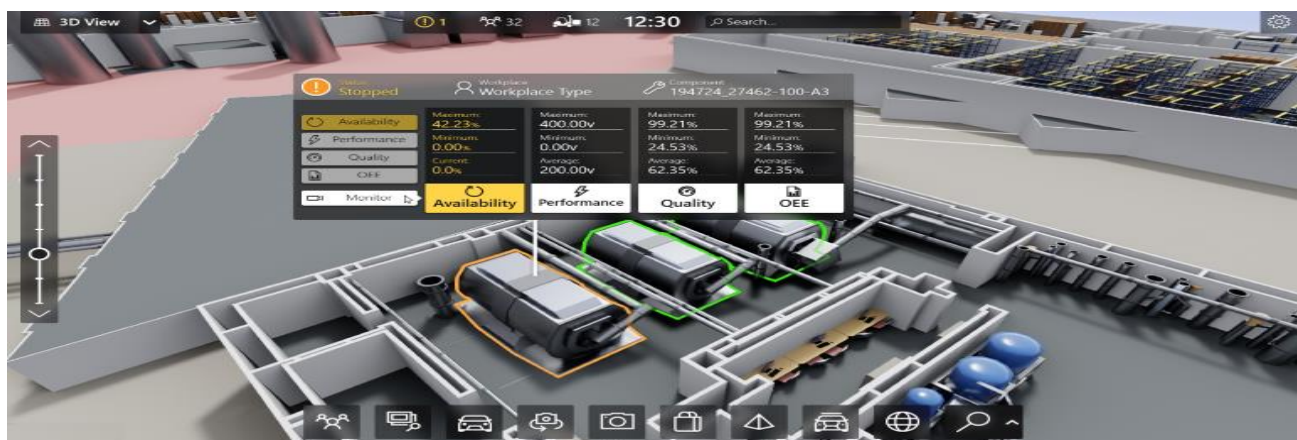 3D View
1
32
12
12:30
Search...
Status
Stopped
Workplace
Workplace Type
Component
194724_27462-100-A3
Availability
Performance
Quality
OEE
Monitor
Maximum:
42.23%
Minimum:
0.00%
Current:
0.0%
Availability
Maximum:
400.00v
Minimum:
0.00v
Average:
200.00v
Performance
Maximum:
99.21%
Minimum:
24.53%
Average:
62.35%
Quality
Maximum:
99.21%
Minimum:
24.53%
Average:
62.35%
OEE